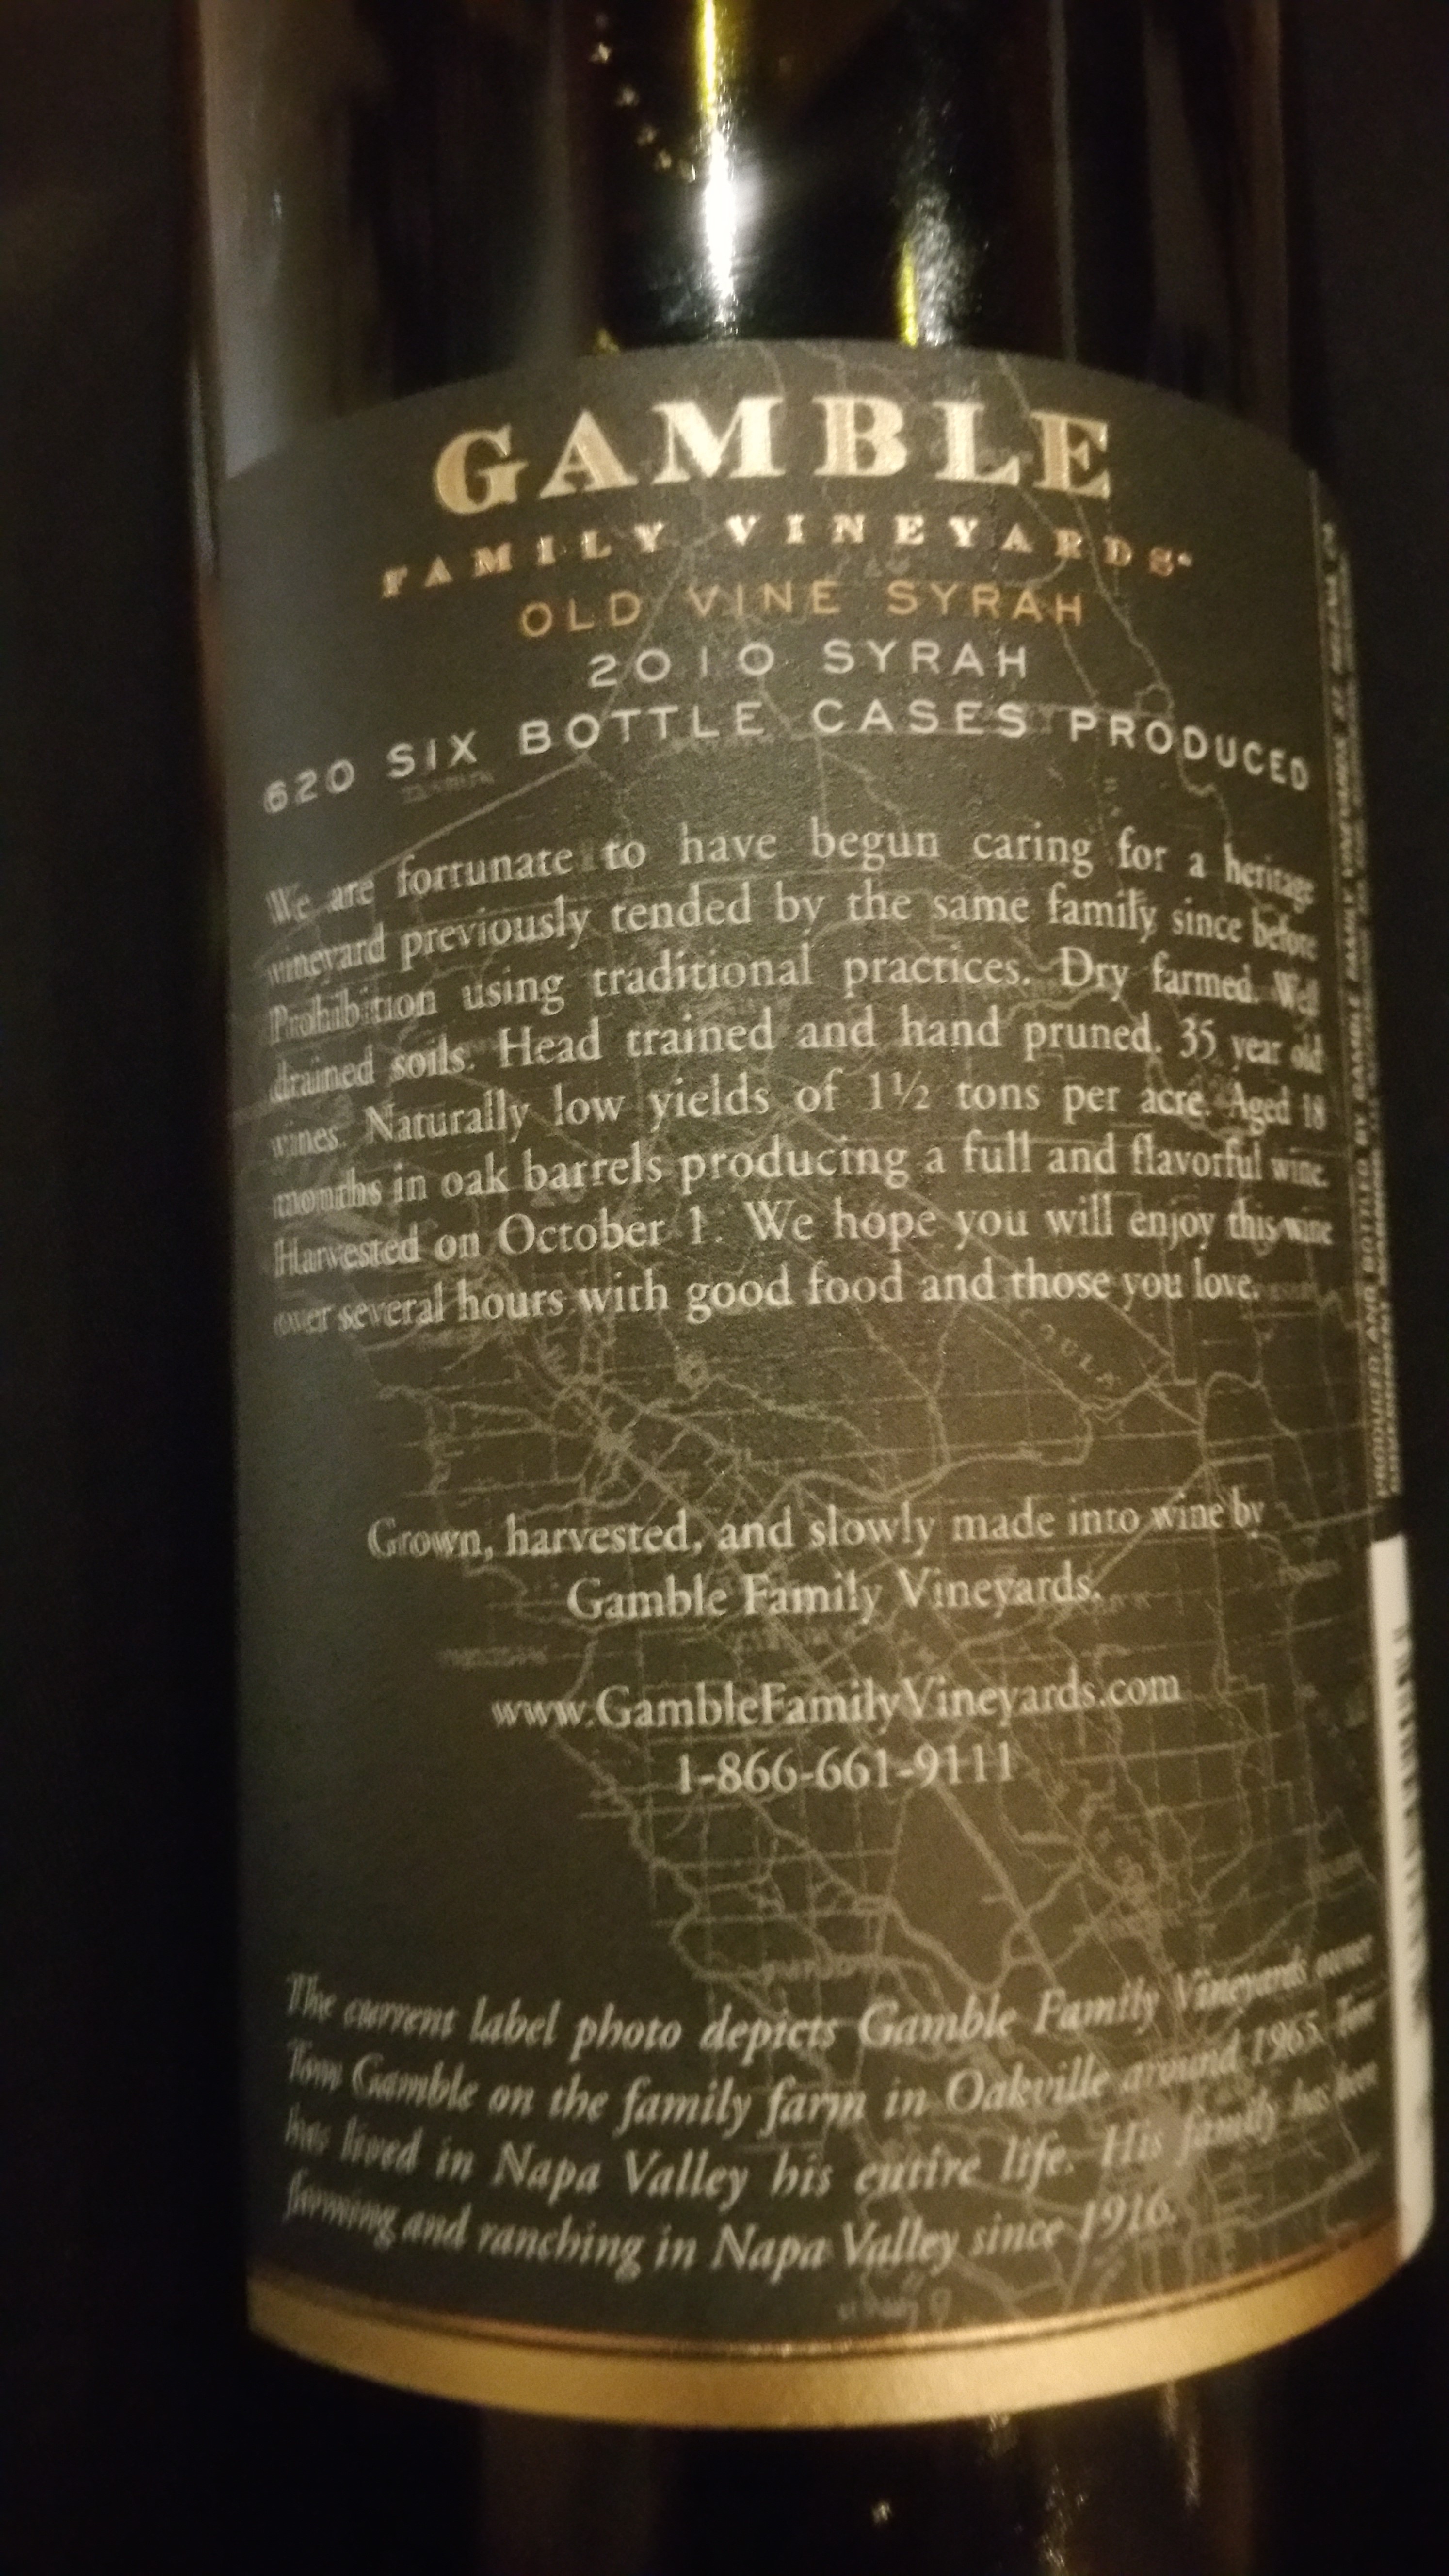 GAMBLE
FAMILY VINEYARDS
OLD VINE SYRAH
2010 SYRAH
620 SIX BOTTLE CASES PRODUCED
We are fortunate to have begun caring for a heritage
vineyard previously tended by the same family since before
Prohibition using traditional practices. Dry farmed. Well
drained soils. Head trained and hand pruned. 35 year old
vines. Naturally low yields of 1½ tons per acre. Aged 18
months in oak barrels producing a full and flavorful wine.
Harvested on October 1. We hope you will enjoy this wine
over several hours with good food and those you love.
Grown, harvested, and slowly made into wine by
Gamble Family Vineyards.
www.GambleFamilyVineyards.com
1-866-661-9111
The current label photo depicts Gamble Family Vineyards owner
Tom Gamble on the family farm in Oakville around 1965. Tom
has lived in Napa Valley his entire life. His family has been
farming and ranching in Napa Valley since 1916.
PRODUCED AND BOTTLED BY GAMBLE FAMILY VINEYARDS